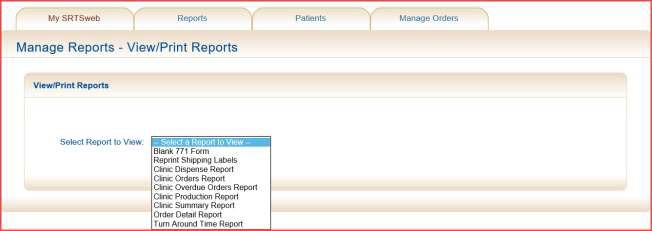 My SRTSweb Reports Patients Manage Orders
Manage Reports - View/Print Reports
View/Print Reports
Select Report to View: -- Select a Report to View --
Blank 771 Form
Reprint Shipping Labels
Clinic Dispense Report
Clinic Orders Report
Clinic Overdue Orders Report
Clinic Production Report
Clinic Summary Report
Order Detail Report
Turn Around Time Report